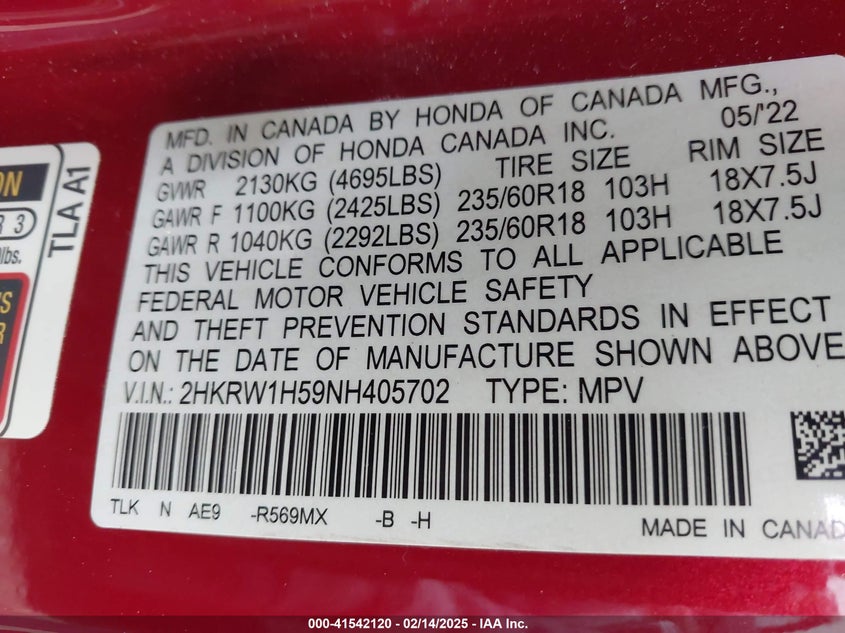 ON
R 3
lbs.
TLA A1
MFD. IN CANADA BY HONDA OF CANADA MFG.,
A DIVISION OF HONDA CANADA INC. 05/'22
GVWR 2130KG (4695LBS) TIRE SIZE RIM SIZE
GAWR F 1100KG (2425LBS) 235/60R18 103H 18X7.5J
GAWR R 1040KG (2292LBS) 235/60R18 103H 18X7.5J
THIS VEHICLE CONFORMS TO ALL APPLICABLE
FEDERAL MOTOR VEHICLE SAFETY
AND THEFT PREVENTION STANDARDS IN EFFECT
ON THE DATE OF MANUFACTURE SHOWN ABOVE
V.I.N.: 2HKRW1H59NH405702 TYPE: MPV
TLK N AE9 -R569MX -B -H
MADE IN CANAD
000-41542120 - 02/14/2025 - IAA Inc.